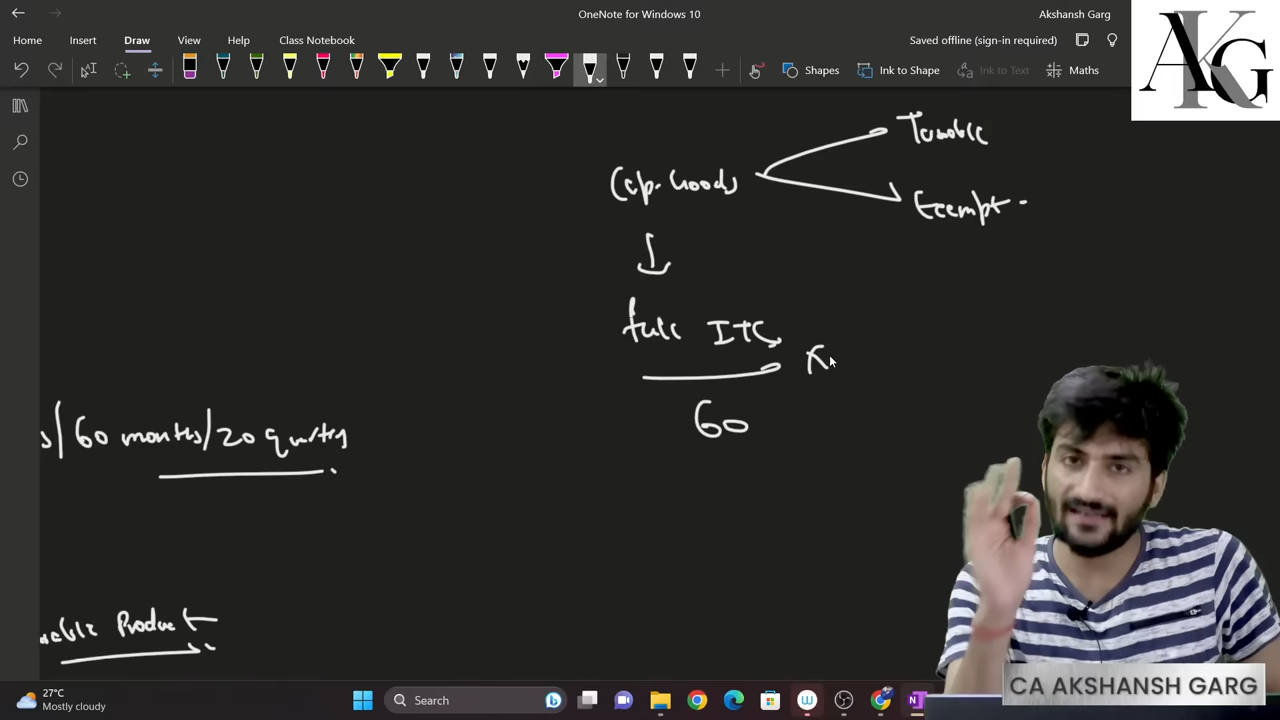 OneNote for Windows 10
Akshansh Garg
AKG
Home Insert Draw View Help Class Notebook
Saved offline (sign-in required)
Shapes Ink to Shape Ink to Text Maths
Taxable
Cap. Goods
Exempt
full ITC
60
60 months/20 quarters
Product
27°C
Mostly cloudy
Search
CA AKSHANSH GARG